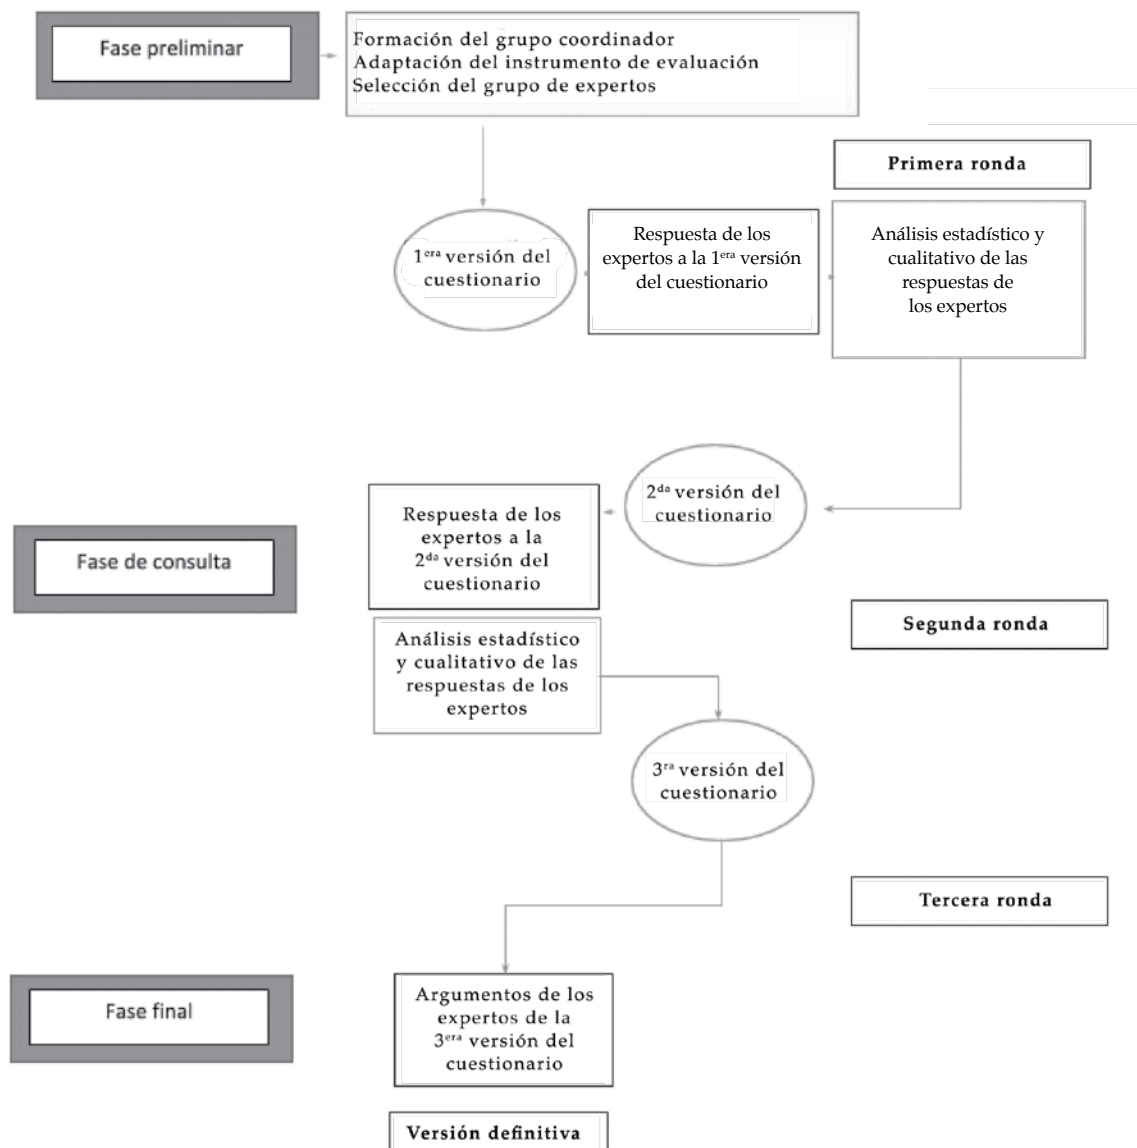 Fase preliminar
Formación del grupo coordinador
Adaptación del instrumento de evaluación
Selección del grupo de expertos
Primera ronda
1era versión del
cuestionario
Respuesta de los
expertos a la 1era versión
del cuestionario
Análisis estadístico y
cualitativo de las
respuestas de
los expertos
2da versión del
cuestionario
Respuesta de los
expertos a la
2da versión del
cuestionario
Fase de consulta
Segunda ronda
Análisis estadístico
y cualitativo de las
respuestas de los
expertos
3ra versión del
cuestionario
Tercera ronda
Fase final
Argumentos de los
expertos de la
3era versión del
cuestionario
Versión definitiva